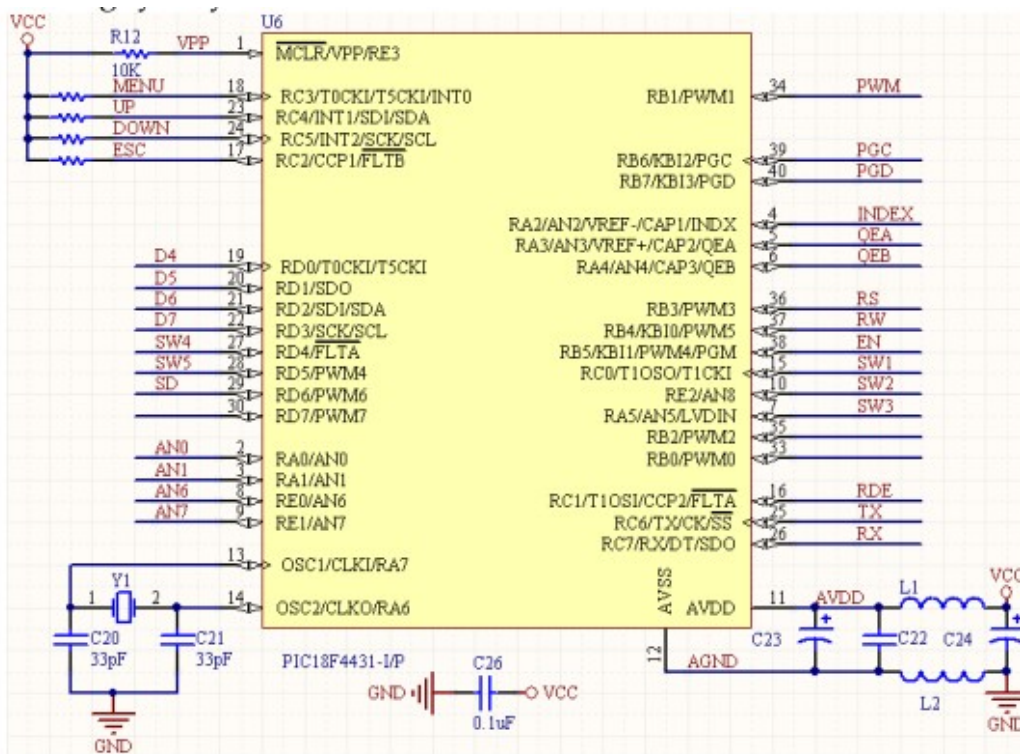 VCC
U6
R12
VPP
1
MCLR/VPP/RE3
10K
MENU
18
RC3/T0CKI/T5CKI/INT0
RB1/PWM1
34
PWM
UP
23
RC4/INT1/SDI/SDA
DOWN
24
RC5/INT2/SCK/SCL
ESC
17
RC2/CCP1/FLTB
RB6/KBI2/PGC
39
PGC
RB7/KBI3/PGD
40
PGD
RA2/AN2/VREF-/CAP1/INDX
4
INDEX
RA3/AN3/VREF+/CAP2/QEA
5
QEA
RA4/AN4/CAP3/QEB
6
QEB
D4
19
RD0/T0CKI/T5CKI
D5
20
RD1/SDO
D6
21
RD2/SDI/SDA
RB3/PWM3
36
RS
D7
22
RD3/SCK/SCL
RB4/KBI0/PWM5
37
RW
SW4
27
RD4/FLTA
RB5/KBI1/PWM4/PGM
38
EN
SW5
28
RD5/PWM4
RC0/T1OSO/T1CKI
15
SW1
SD
29
RD6/PWM6
RE2/AN8
10
SW2
30
RD7/PWM7
RA5/AN5/LVDIN
7
SW3
RB2/PWM2
35
RB0/PWM0
33
AN0
2
RA0/AN0
AN1
3
RA1/AN1
AN6
8
RE0/AN6
RC1/T1OSI/CCP2/FLTA
16
RDE
AN7
9
RE1/AN7
RC6/TX/CK/SS
25
TX
RC7/RX/DT/SDO
26
RX
13
OSC1/CLKI/RA7
Y1
1
2
14
OSC2/CLKO/RA6
AVSS
AVDD
11
AVDD
L1
VCC
C20
33pF
C21
33pF
C23
C22
C24
PIC18F4431-I/P
12
AGND
L2
C26
GND
VCC
0.1uF
GND
GND